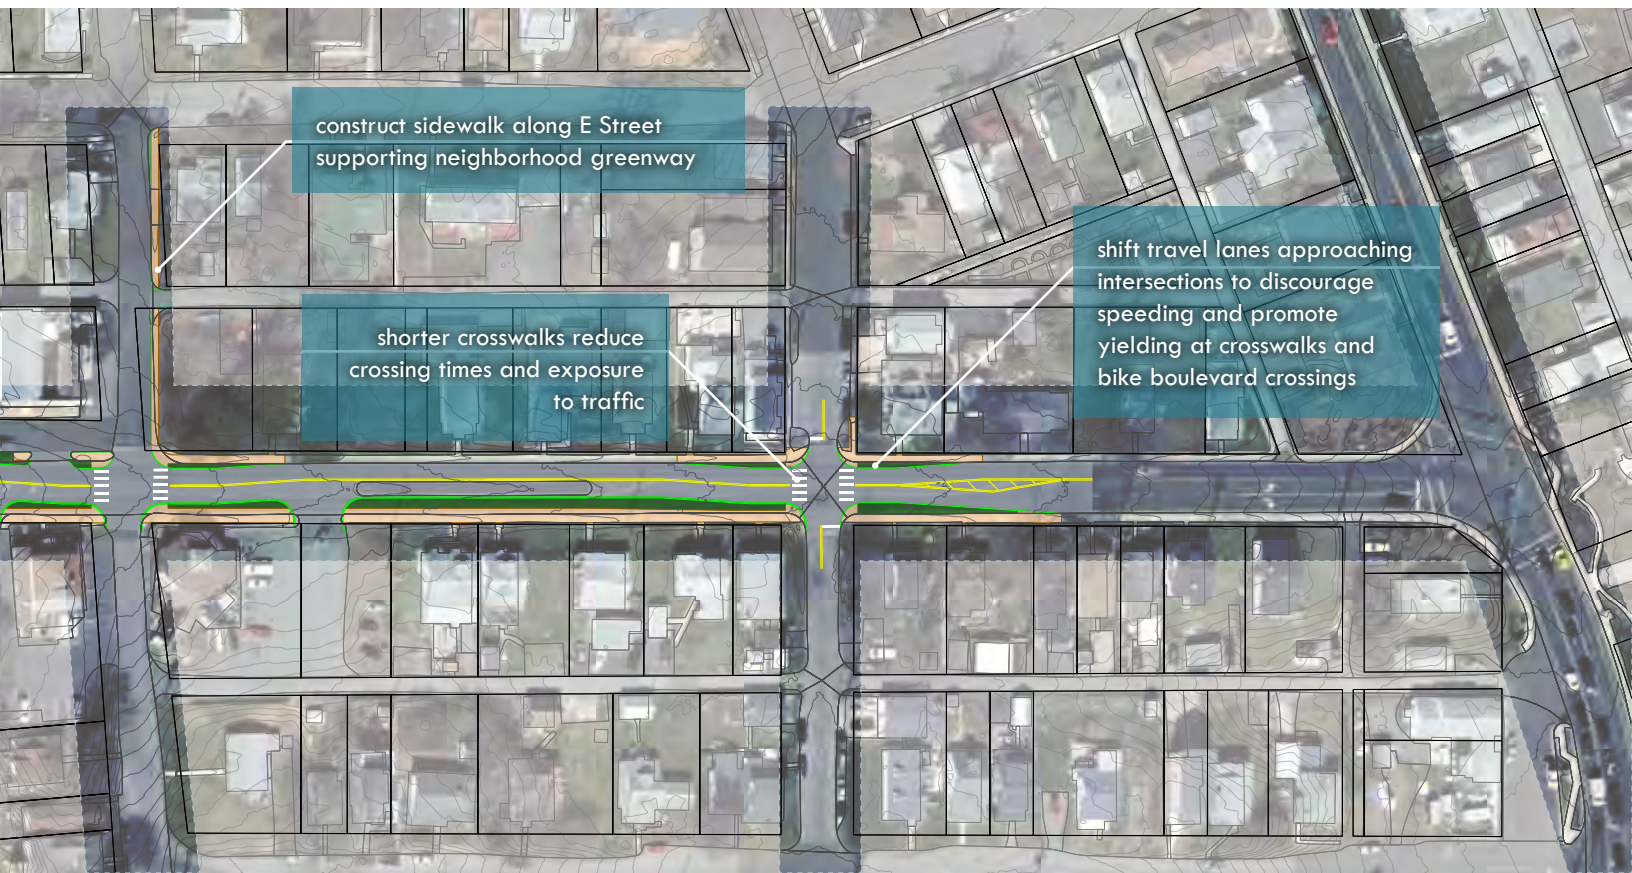 construct sidewalk along E Street
supporting neighborhood greenway
shift travel lanes approaching
intersections to discourage
speeding and promote
yielding at crosswalks and
bike boulevard crossings
shorter crosswalks reduce
crossing times and exposure
to traffic